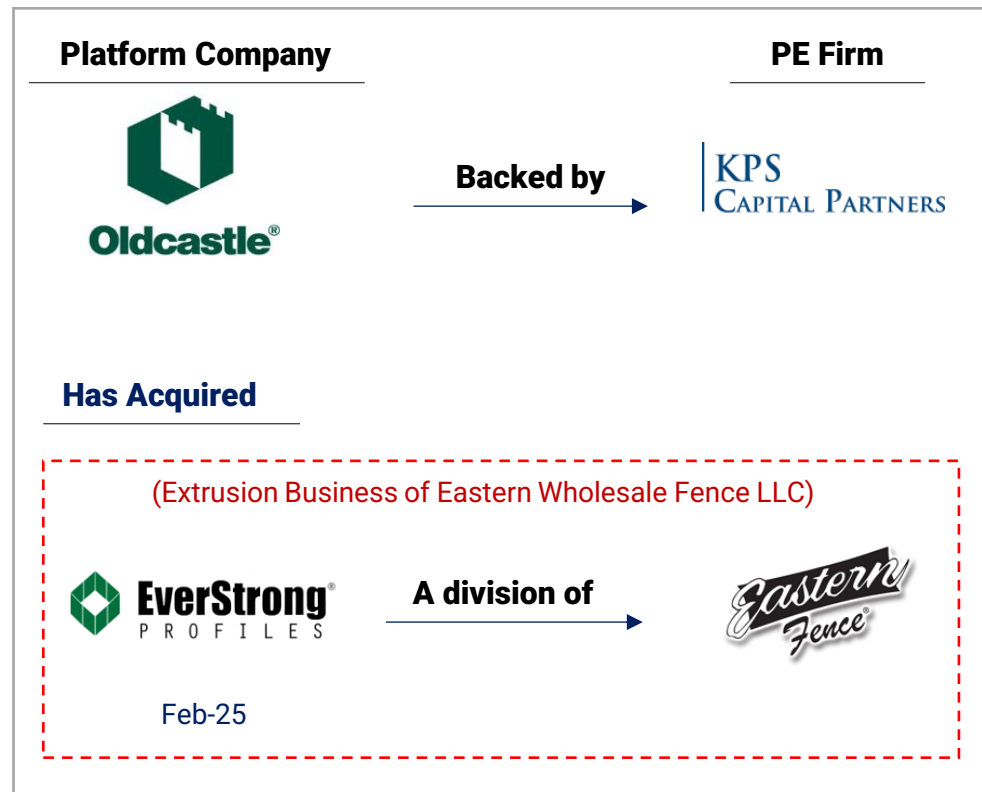 Platform Company
PE Firm
Oldcastle®
Backed by
KPS
CAPITAL PARTNERS
Has Acquired
(Extrusion Business of Eastern Wholesale Fence LLC)
EverStrong®
PROFILES
A division of
Eastern
Fence®
Feb-25